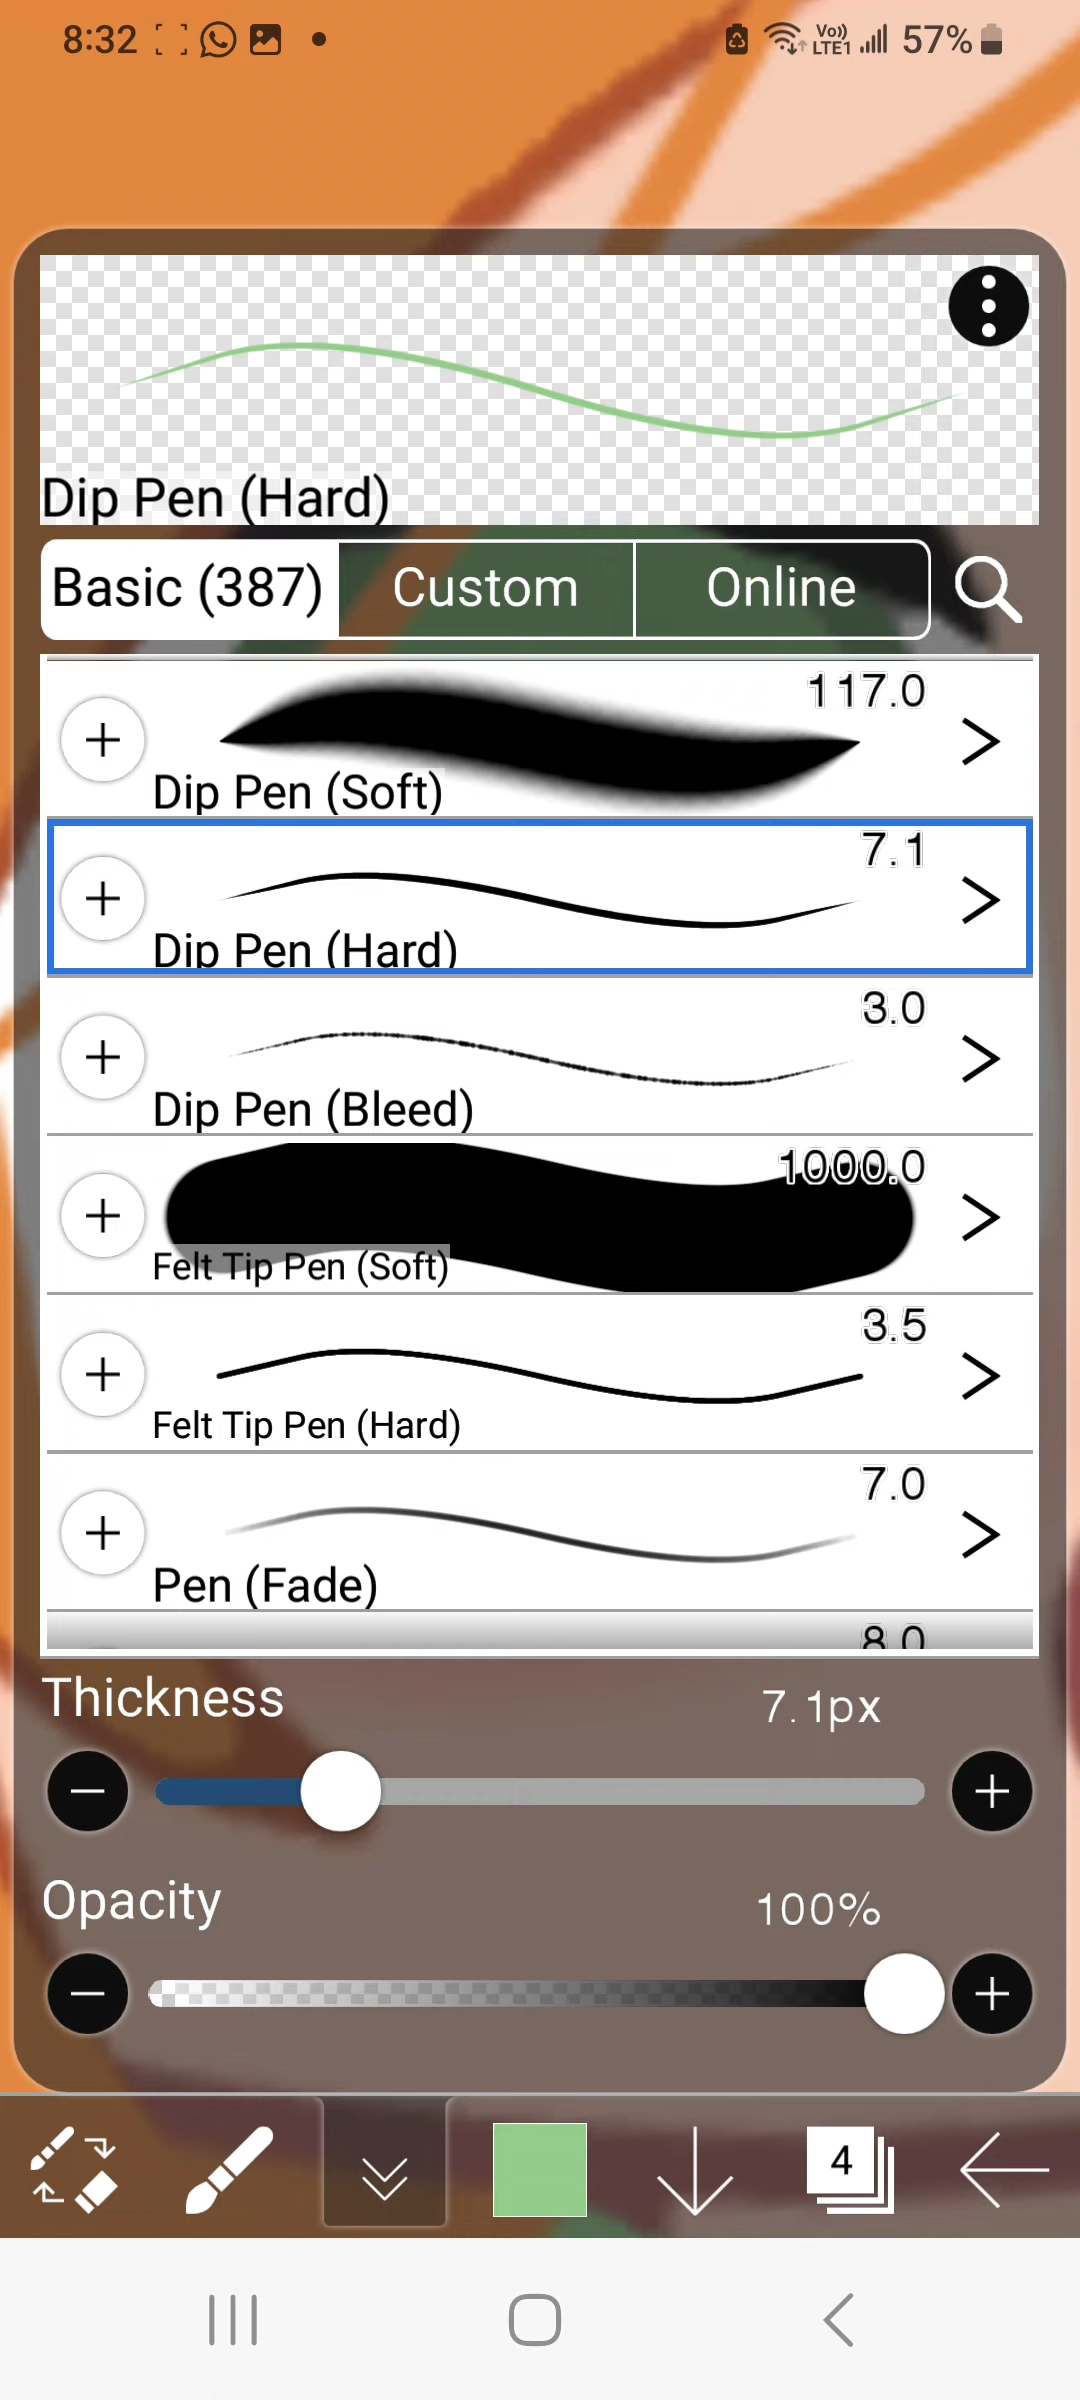 8:32
Vo))
LTE1
57%
Dip Pen (Hard)
Basic (387)
Custom
Online
117.0
Dip Pen (Soft)
7.1
Dip Pen (Hard)
3.0
Dip Pen (Bleed)
1000.0
Felt Tip Pen (Soft)
3.5
Felt Tip Pen (Hard)
7.0
Pen (Fade)
8.0
Thickness
7.1px
Opacity
100%
4